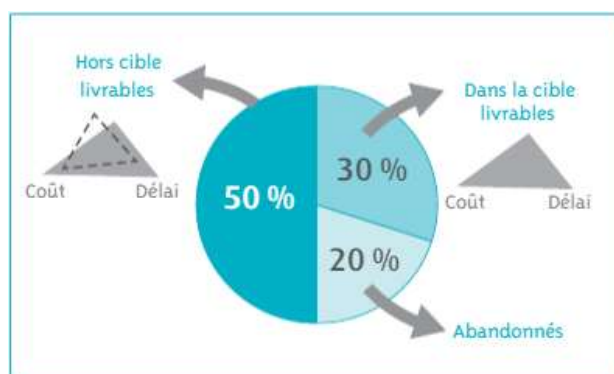 Hors cible
livrables
Coût
Délai
50 %
30 %
20 %
Dans la cible
livrables
Coût
Délai
Abandonnés